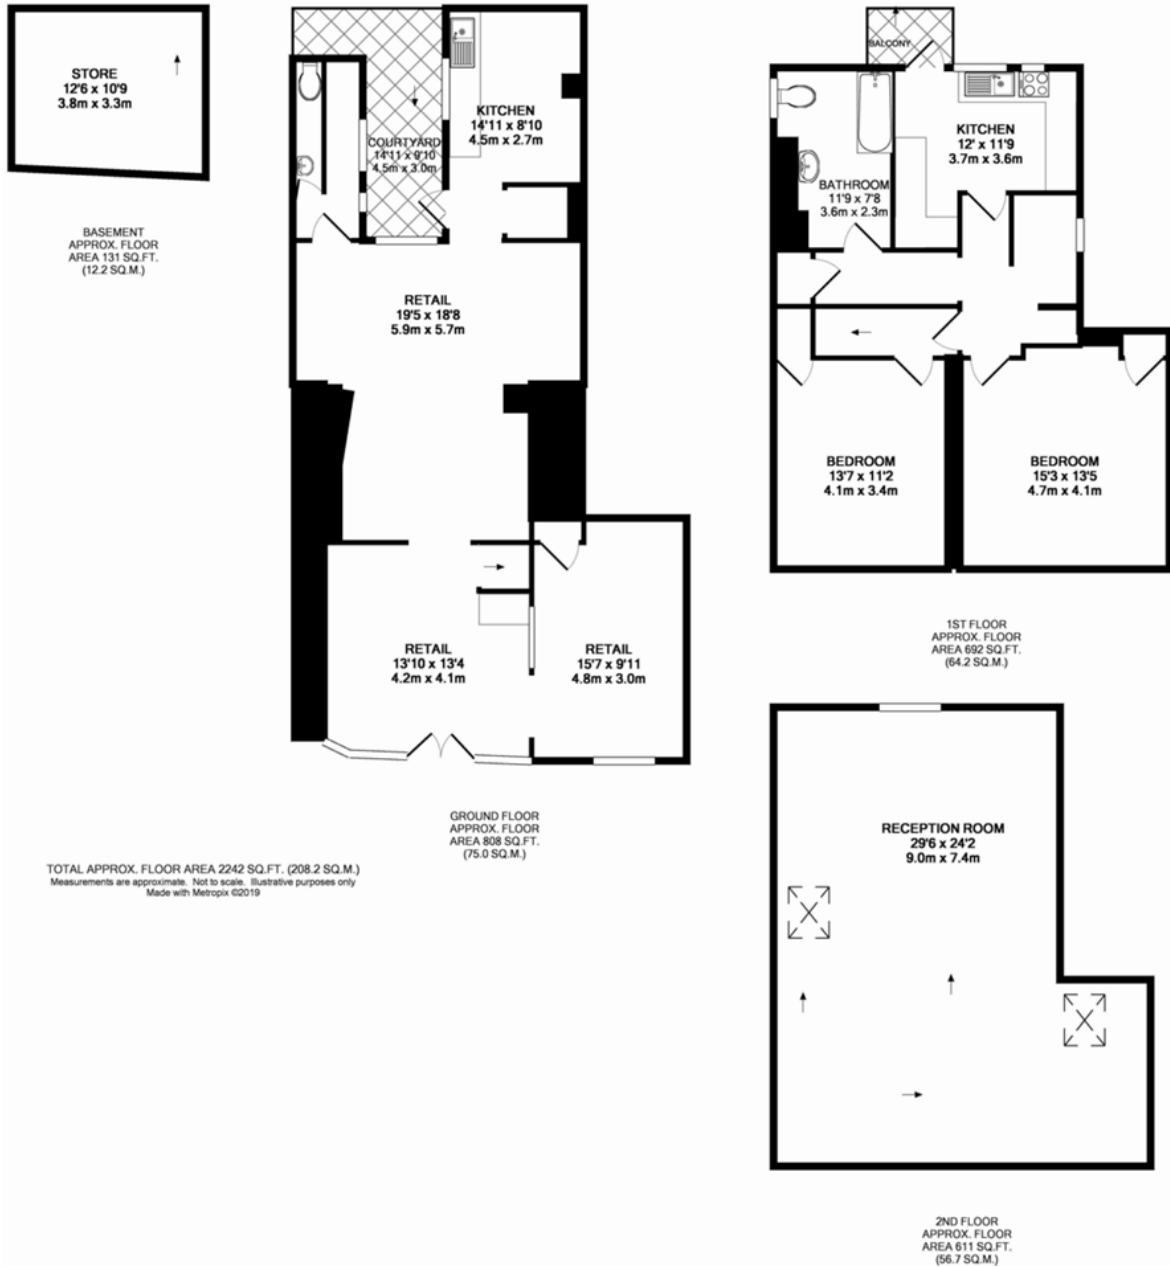 STORE
12'6 x 10'9
3.8m x 3.3m
BASEMENT
APPROX. FLOOR
AREA 131 SQ.FT.
(12.2 SQ.M.)
KITCHEN
14'11 x 8'10
4.5m x 2.7m
COURTYARD
14'11 x 9'10
4.5m x 3.0m
RETAIL
19'5 x 18'8
5.9m x 5.7m
RETAIL
13'10 x 13'4
4.2m x 4.1m
RETAIL
15'7 x 9'11
4.8m x 3.0m
GROUND FLOOR
APPROX. FLOOR
AREA 808 SQ.FT.
(75.0 SQ.M.)
TOTAL APPROX. FLOOR AREA 2242 SQ.FT. (208.2 SQ.M.)
Measurements are approximate. Not to scale. Illustrative purposes only
Made with Metropix ©2019
BALCONY
KITCHEN
12' x 11'9
3.7m x 3.6m
BATHROOM
11'9 x 7'8
3.6m x 2.3m
BEDROOM
13'7 x 11'2
4.1m x 3.4m
BEDROOM
15'3 x 13'5
4.7m x 4.1m
1ST FLOOR
APPROX. FLOOR
AREA 692 SQ.FT.
(64.2 SQ.M.)
RECEPTION ROOM
29'6 x 24'2
9.0m x 7.4m
2ND FLOOR
APPROX. FLOOR
AREA 611 SQ.FT.
(56.7 SQ.M.)